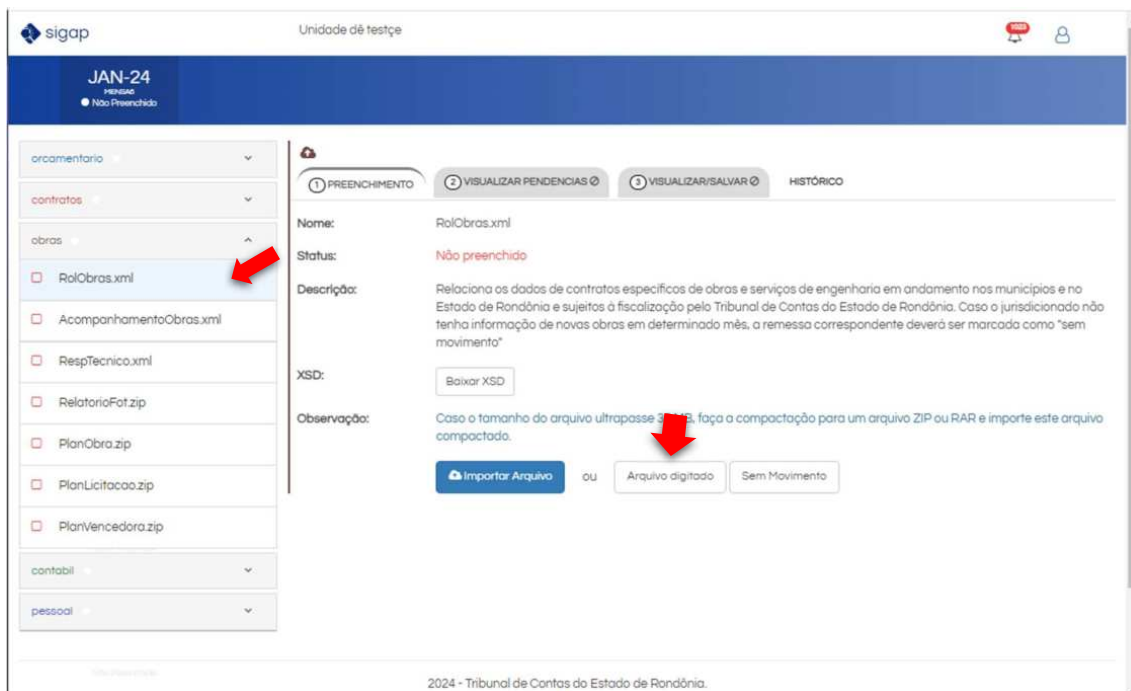 sigap
Unidade dê testçe
1023
JAN-24
MENSAL
Não Preenchido
orcamentario
contratos
obras
RolObras.xml
AcompanhamentoObras.xml
RespTecnico.xml
RelatorioFot.zip
PlanObra.zip
PlanLicitacao.zip
PlanVencedora.zip
contabil
pessoal
1 PREENCHIMENTO
2 VISUALIZAR PENDENCIAS
3 VISUALIZAR/SALVAR
HISTÓRICO
Nome: RolObras.xml
Status: Não preenchido
Descrição: Relaciona os dados de contratos específicos de obras e serviços de engenharia em andamento nos municípios e no
Estado de Rondônia e sujeitos à fiscalização pelo Tribunal de Contas do Estado de Rondônia. Caso o jurisdicionado não
tenha informação de novas obras em determinado mês, a remessa correspondente deverá ser marcada como "sem
movimento"
XSD: Baixar XSD
Observação: Caso o tamanho do arquivo ultrapasse faça a compactação para um arquivo ZIP ou RAR e importe este arquivo
compactado.
Importar Arquivo ou Arquivo digitado Sem Movimento
Não Preenchido
2024 - Tribunal de Contas do Estado de Rondônia.